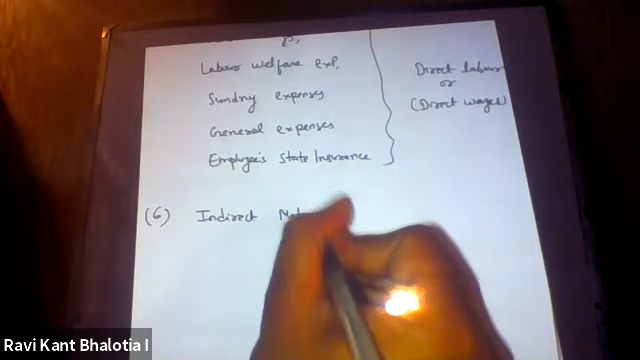 Labour welfare exp.
Sundry expenses
General expenses
Employee's State Insurance
Direct labour
or
(Direct wages)
(6) Indirect
Ravi Kant Bhalotia